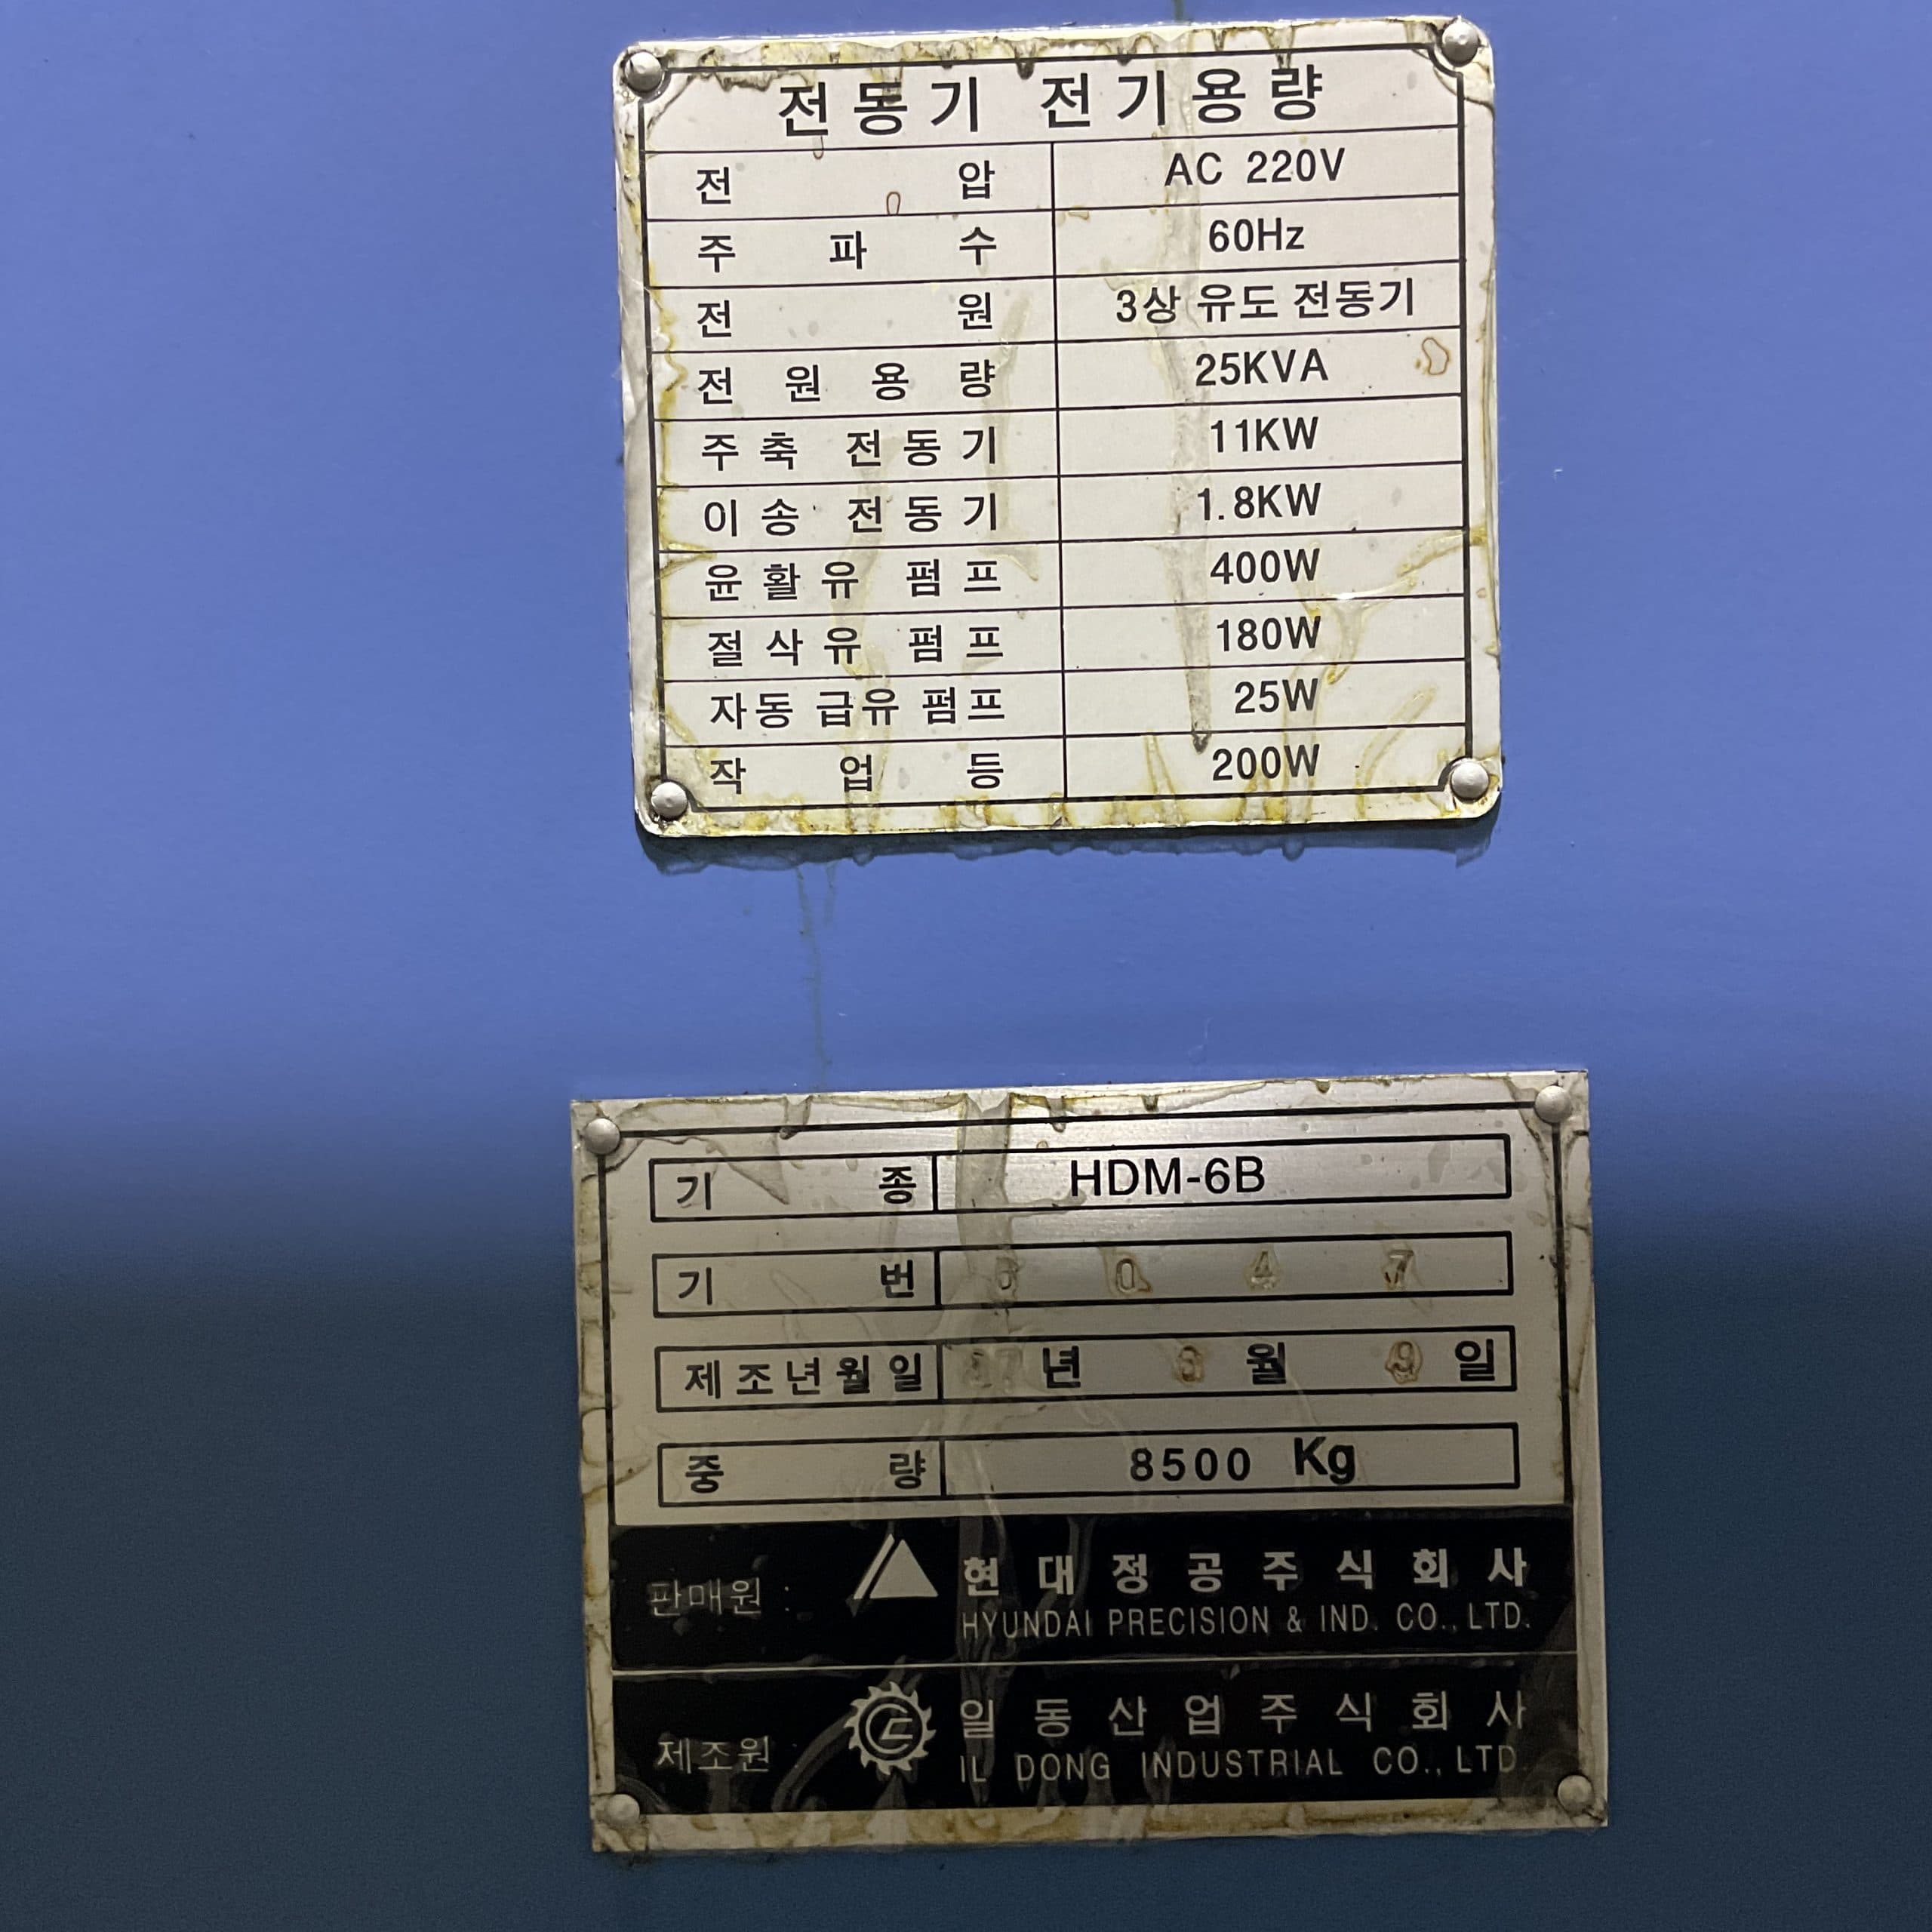 전동기 전기용량
전압 AC 220V
주파수 60Hz
전원 3상 유도 전동기
전원용량 25KVA
주축 전동기 11KW
이송 전동기 1.8KW
윤활유 펌프 400W
절삭유 펌프 180W
자동 급유 펌프 25W
작업등 200W
기종 HDM-6B
기번 0 4 7
제조년월일 년 월 9 일
중량 8500 Kg
판매원 : 현대정공주식회사
HYUNDAI PRECISION & IND. CO., LTD.
제조원 : 일동산업주식회사
IL DONG INDUSTRIAL CO., LTD.